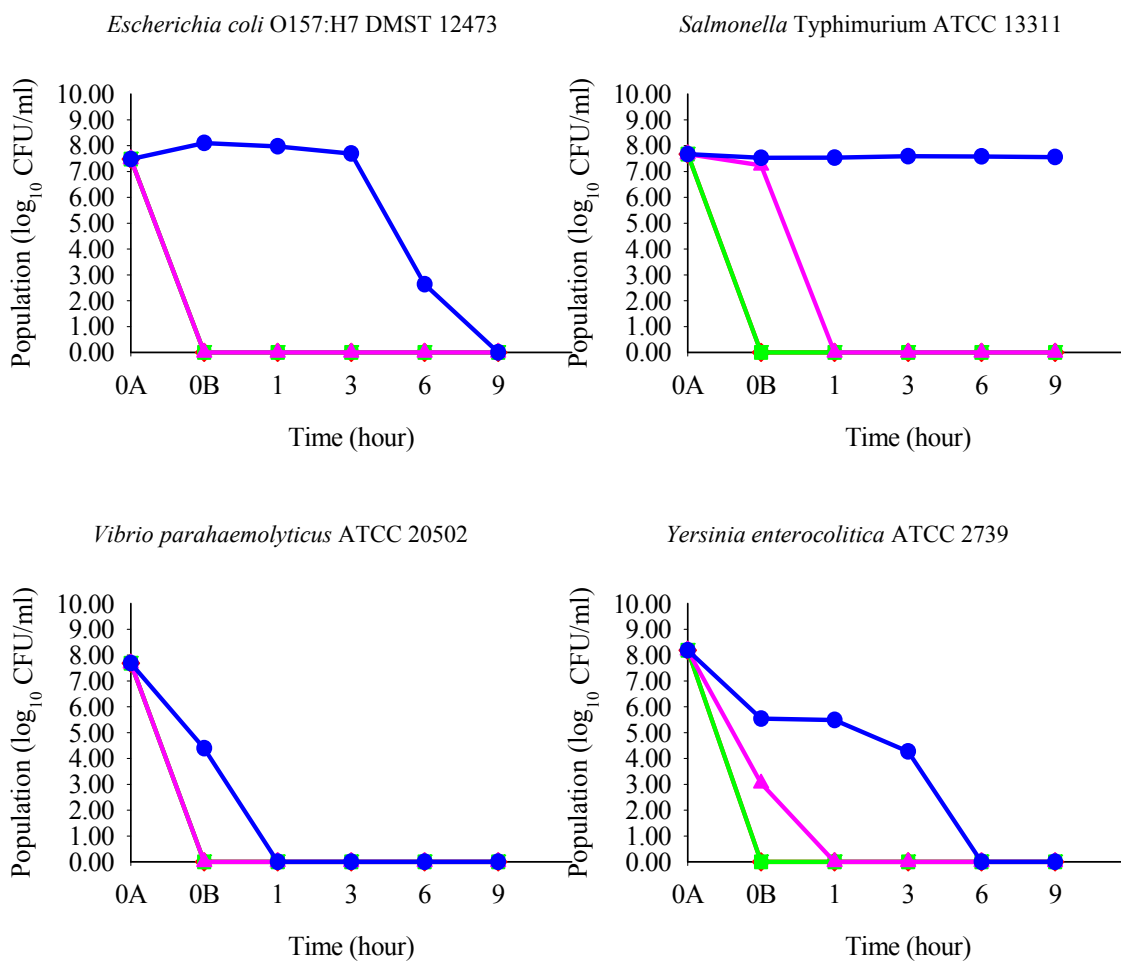 Escherichia coli O157:H7 DMST 12473
Population (log10 CFU/ml)
10.00
9.00
8.00
7.00
6.00
5.00
4.00
3.00
2.00
1.00
0.00
0A 0B 1 3 6 9
Time (hour)
Salmonella Typhimurium ATCC 13311
Population (log10 CFU/ml)
10.00
9.00
8.00
7.00
6.00
5.00
4.00
3.00
2.00
1.00
0.00
0A 0B 1 3 6 9
Time (hour)
Vibrio parahaemolyticus ATCC 20502
Population (log10 CFU/ml)
10.00
9.00
8.00
7.00
6.00
5.00
4.00
3.00
2.00
1.00
0.00
0A 0B 1 3 6 9
Time (hour)
Yersinia enterocolitica ATCC 2739
Population (log10 CFU/ml)
10.00
9.00
8.00
7.00
6.00
5.00
4.00
3.00
2.00
1.00
0.00
0A 0B 1 3 6 9
Time (hour)